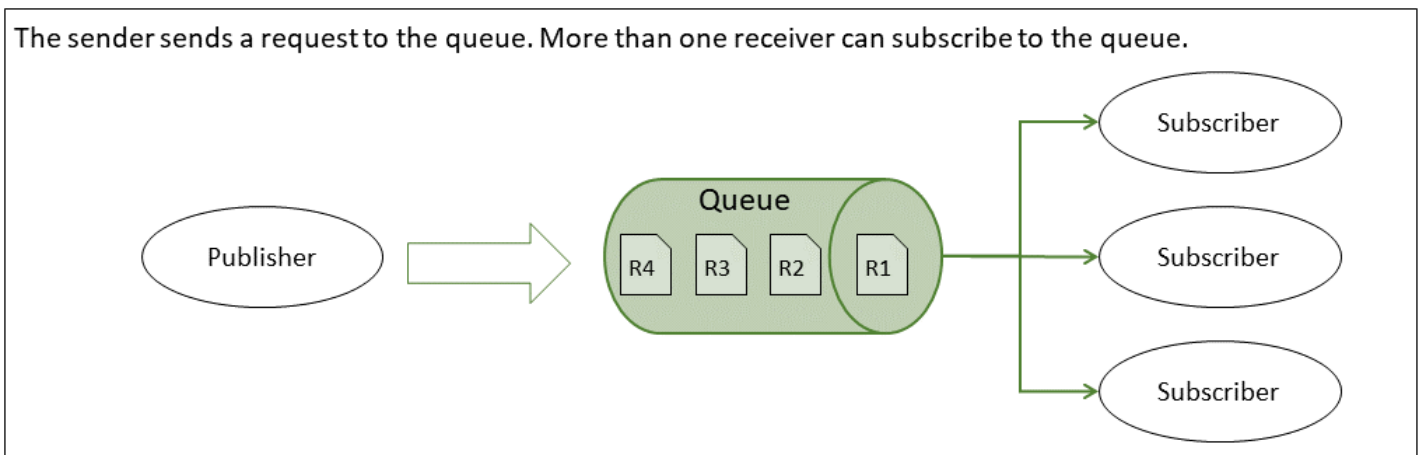 The sender sends a request to the queue. More than one receiver can subscribe to the queue.
Subscriber
Queue
Publisher
R4
R3
R2
R1
Subscriber
Subscriber